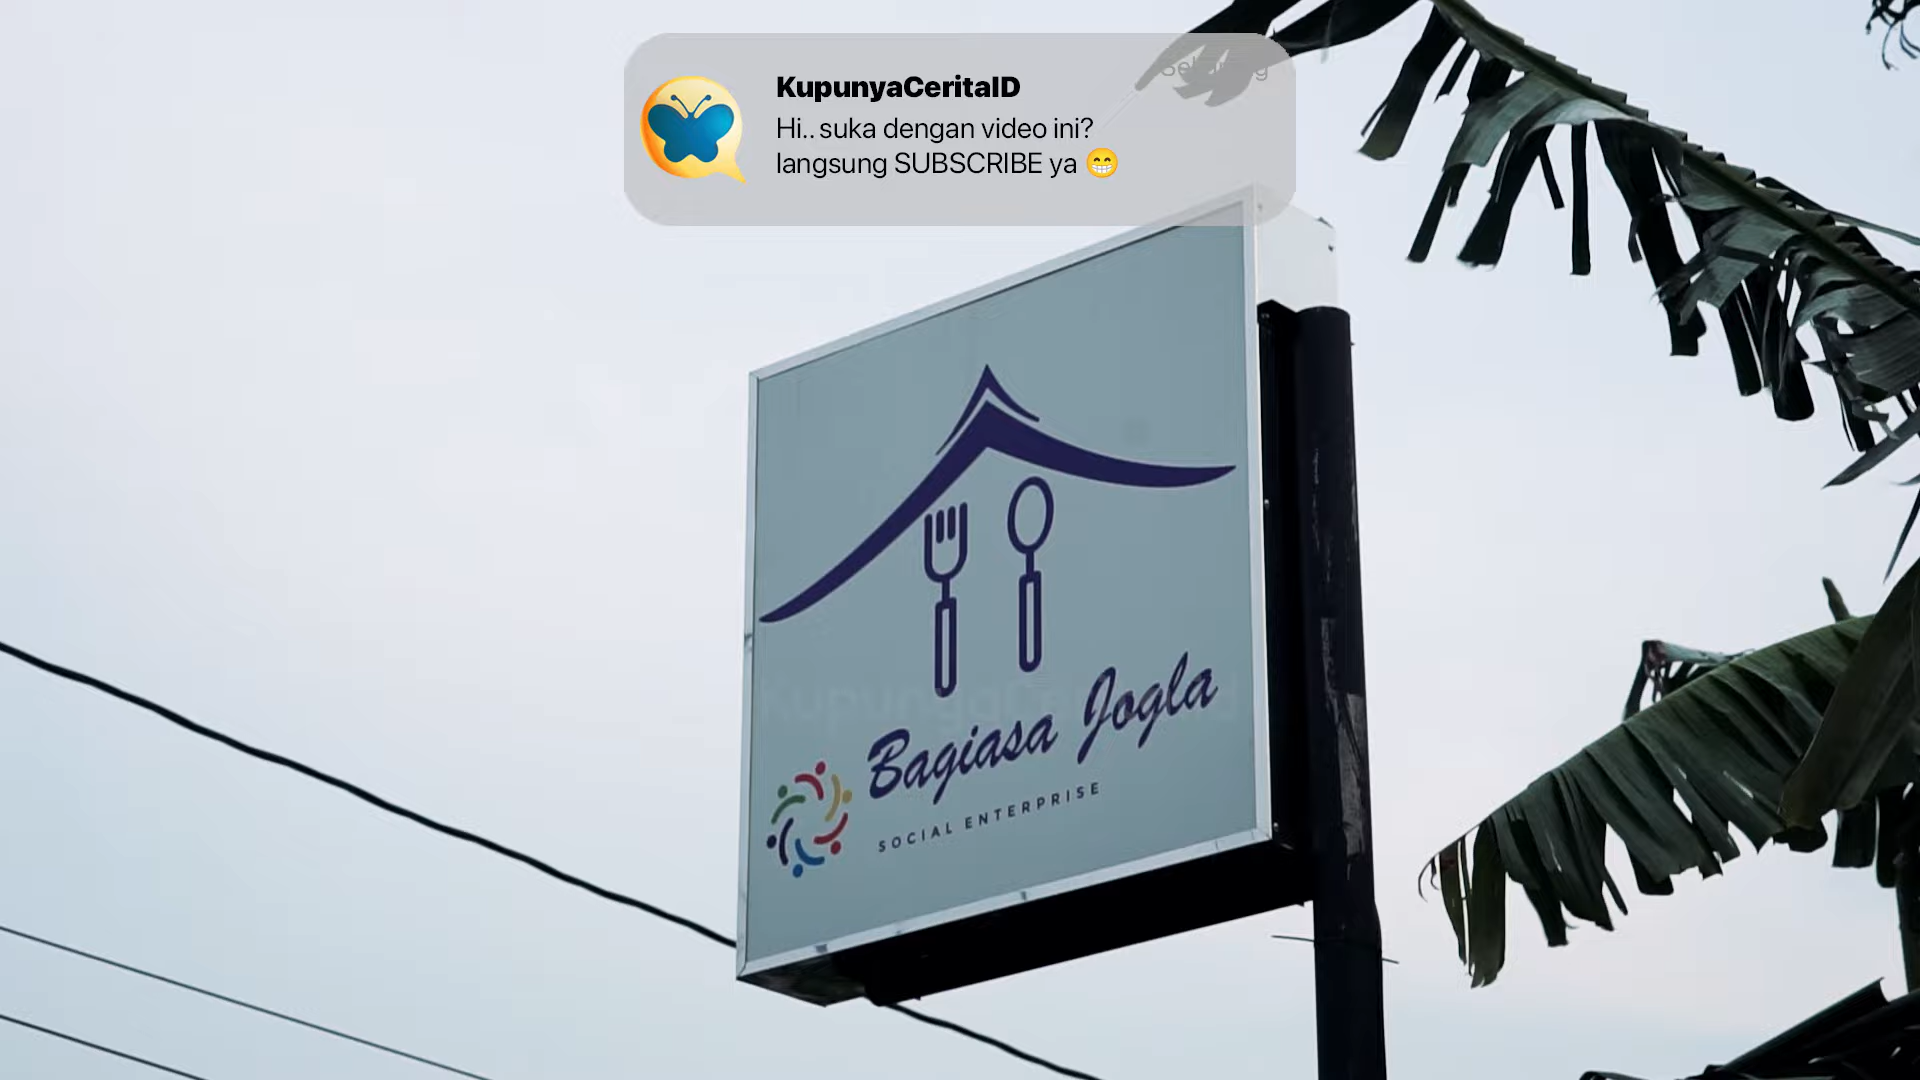 KupunyaCeritaID
Hi.. suka dengan video ini?
langsung SUBSCRIBE ya 😁
Bagiasa Jogla
SOCIAL ENTERPRISE